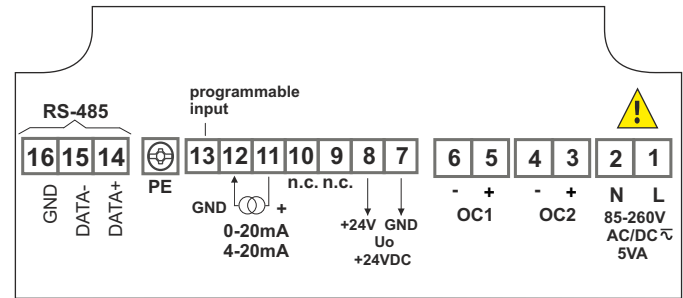 programmable
input
RS-485
16 15 14 13 12 11 10 9 8 7 6 5 4 3 2 1
PE
n.c. n.c.
GND
DATA-
DATA+
GND +
0-20mA
4-20mA
+24V GND
Uo
+24VDC
- +
OC1
- +
OC2
N L
85-260V
AC/DC
5VA